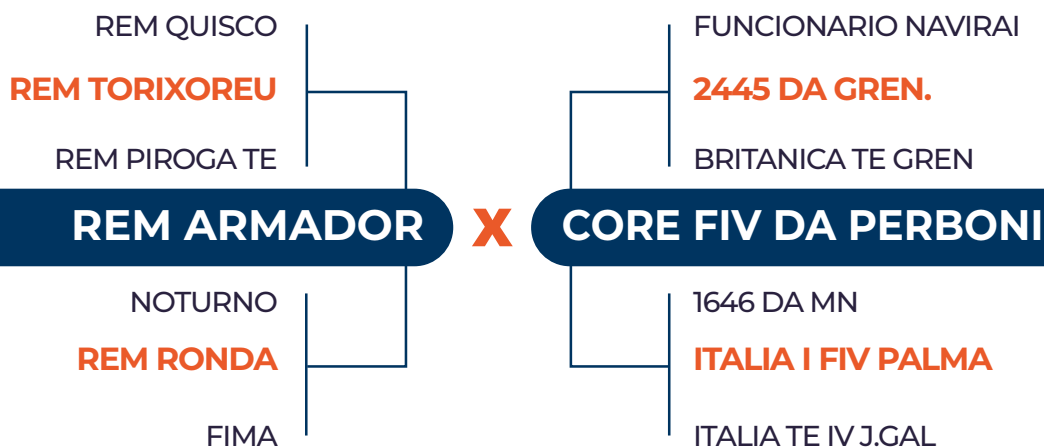 REM QUISCO
REM TORIXOREU
REM PIROGA TE
REM ARMADOR
NOTURNO
REM RONDA
FIMA
X
FUNCIONARIO NAVIRAI
2445 DA GREN.
BRITANICA TE GREN
CORE FIV DA PERBONI
1646 DA MN
ITALIA I FIV PALMA
ITALIA TE IV J.GAL